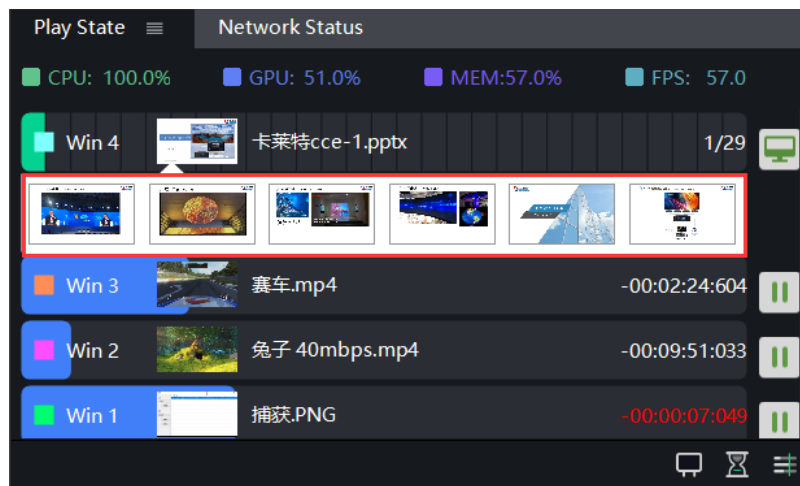 Play State Network Status
CPU: 100.0% GPU: 51.0% MEM:57.0% FPS: 57.0
Win 4 卡莱特cce-1.pptx 1/29
Win 3 赛车.mp4 -00:02:24:604
Win 2 兔子 40mbps.mp4 -00:09:51:033
Win 1 捕获.PNG -00:00:07:049